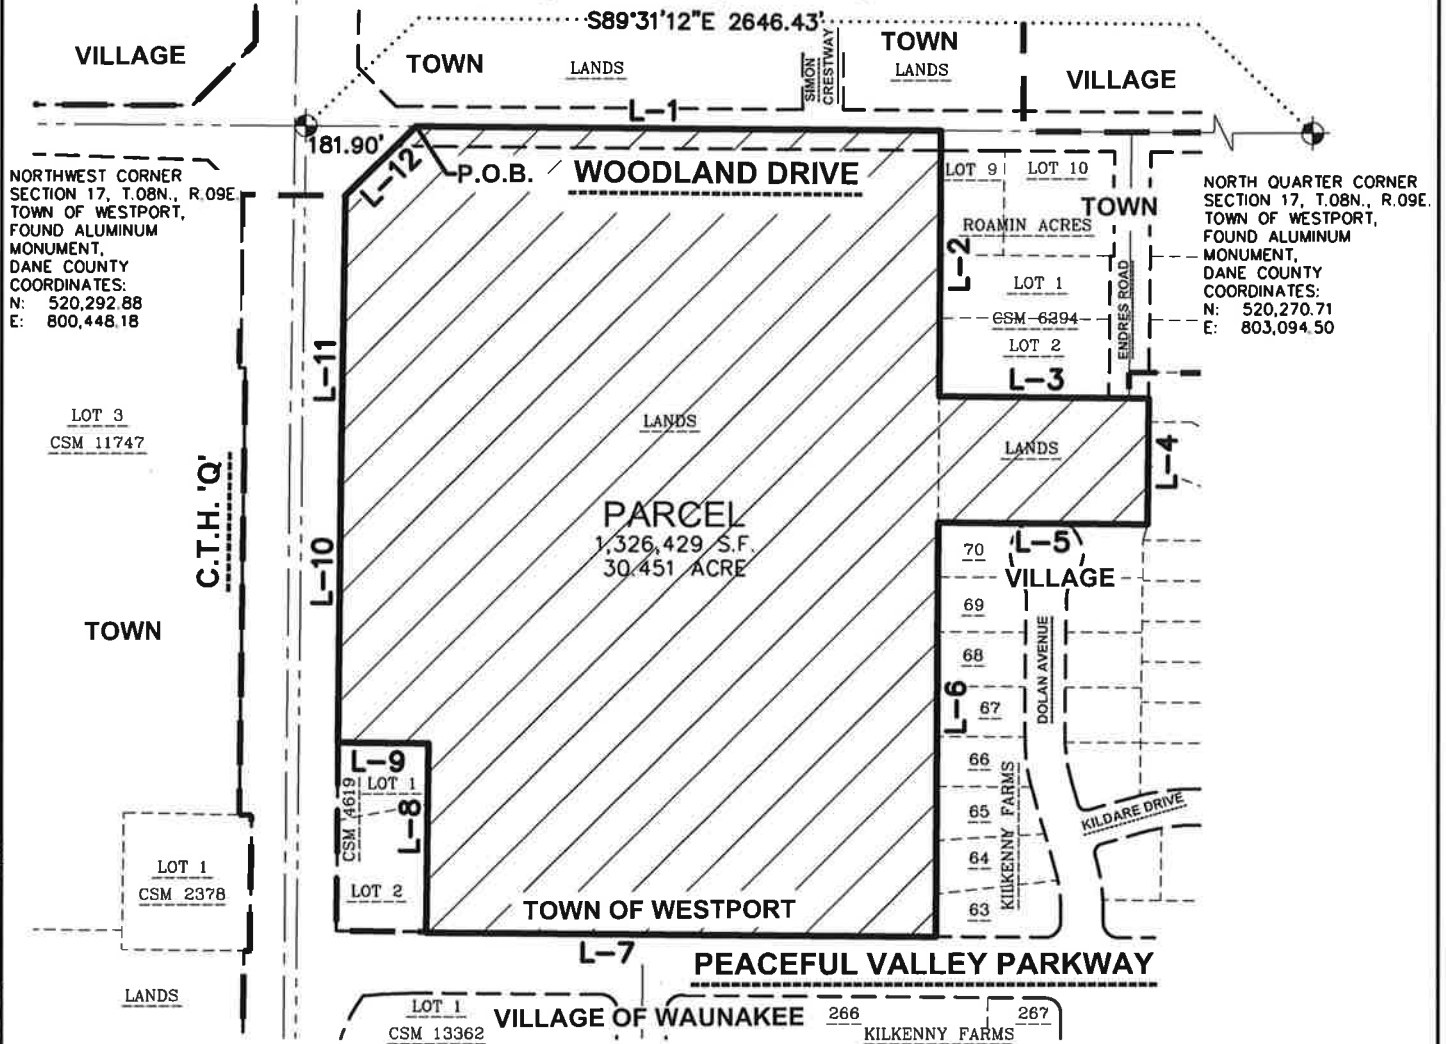 S89°31'12"E 2646.43'
VILLAGE
TOWN
LANDS
SIMON
CRESTWAY
TOWN
LANDS
VILLAGE
L-1
181.90'
L-12
P.O.B.
WOODLAND DRIVE
NORTHWEST CORNER
SECTION 17, T.08N., R.09E.
TOWN OF WESTPORT,
FOUND ALUMINUM
MONUMENT,
DANE COUNTY
COORDINATES:
N: 520,292.88
E: 800,448.18
LOT 9
LOT 10
TOWN
ROAMIN ACRES
L-2
LOT 1
CSM 6294
LOT 2
ENDRES ROAD
NORTH QUARTER CORNER
SECTION 17, T.08N., R.09E.
TOWN OF WESTPORT,
FOUND ALUMINUM
MONUMENT,
DANE COUNTY
COORDINATES:
N: 520,270.71
E: 803,094.50
L-11
L-3
LOT 3
CSM 11747
LANDS
LANDS
L-4
C.T.H. 'Q'
PARCEL
1,326,429 S.F.
30.451 ACRE
L-10
L-5
VILLAGE
70
69
68
67
66
65
64
63
TOWN
DOLAN AVENUE
L-6
KILKENNY FARMS
KILDARE DRIVE
L-9
LOT 1
CSM 4619
L-8
LOT 2
LOT 1
CSM 2378
TOWN OF WESTPORT
L-7
PEACEFUL VALLEY PARKWAY
LANDS
LOT 1
CSM 13362
VILLAGE OF WAUNAKEE
266
267
KILKENNY FARMS